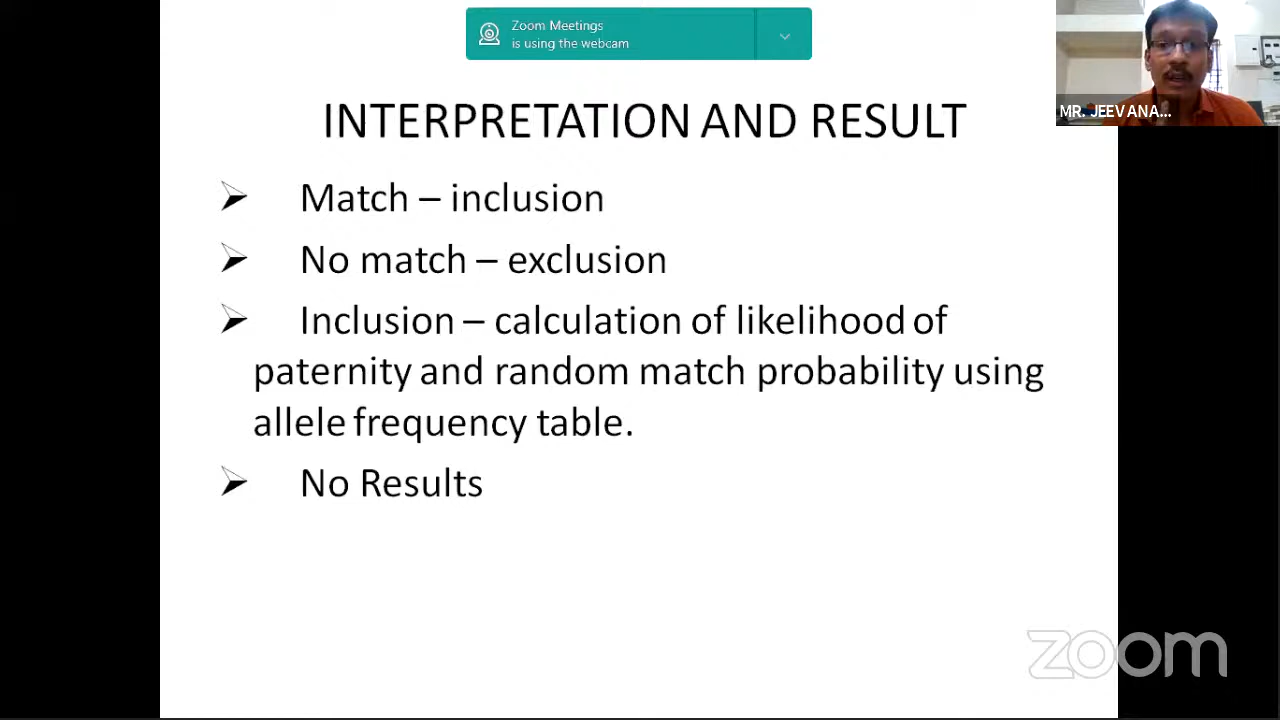 Zoom Meetings
is using the webcam
MR. JEEVANA...
INTERPRETATION AND RESULT
Match – inclusion
No match – exclusion
Inclusion – calculation of likelihood of
paternity and random match probability using
allele frequency table.
No Results
zoom